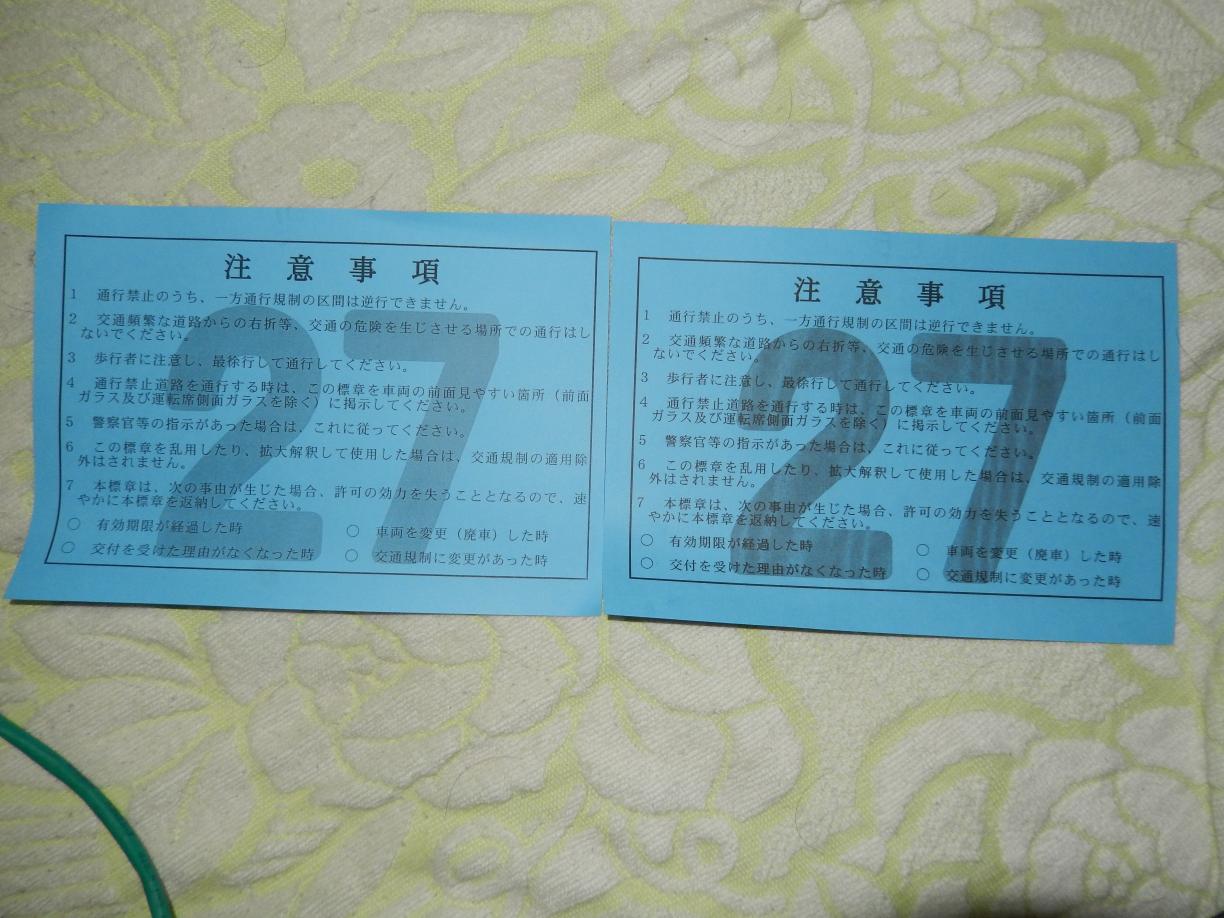 注意事項
1 通行禁止のうち、一方通行規制の区間は逆行できません。
2 交通頻繁な道路からの右折等、交通の危険を生じさせる場所での通行はし
ないでください。
3 歩行者に注意し、最徐行して通行してください。
4 通行禁止道路を通行する時は、この標章を車両の前面見やすい箇所（前面
ガラス及び運転席側面ガラスを除く）に掲示してください。
5 警察官等の指示があった場合は、これに従ってください。
6 この標章を乱用したり、拡大解釈して使用した場合は、交通規制の適用除
外はされません。
7 本標章は、次の事由が生じた場合、許可の効力を失うこととなるので、速
やかに本標章を返納してください。
○ 有効期限が経過した時 ○ 車両を変更（廃車）した時
○ 交付を受けた理由がなくなった時 ○ 交通規制に変更があった時
27
注意事項
1 通行禁止のうち、一方通行規制の区間は逆行できません。
2 交通頻繁な道路からの右折等、交通の危険を生じさせる場所での通行はし
ないでください。
3 歩行者に注意し、最徐行して通行してください。
4 通行禁止道路を通行する時は、この標章を車両の前面見やすい箇所（前面
ガラス及び運転席側面ガラスを除く）に掲示してください。
5 警察官等の指示があった場合は、これに従ってください。
6 この標章を乱用したり、拡大解釈して使用した場合は、交通規制の適用除
外はされません。
7 本標章は、次の事由が生じた場合、許可の効力を失うこととなるので、速
やかに本標章を返納してください。
○ 有効期限が経過した時 ○ 車両を変更（廃車）した時
○ 交付を受けた理由がなくなった時 ○ 交通規制に変更があった時
27